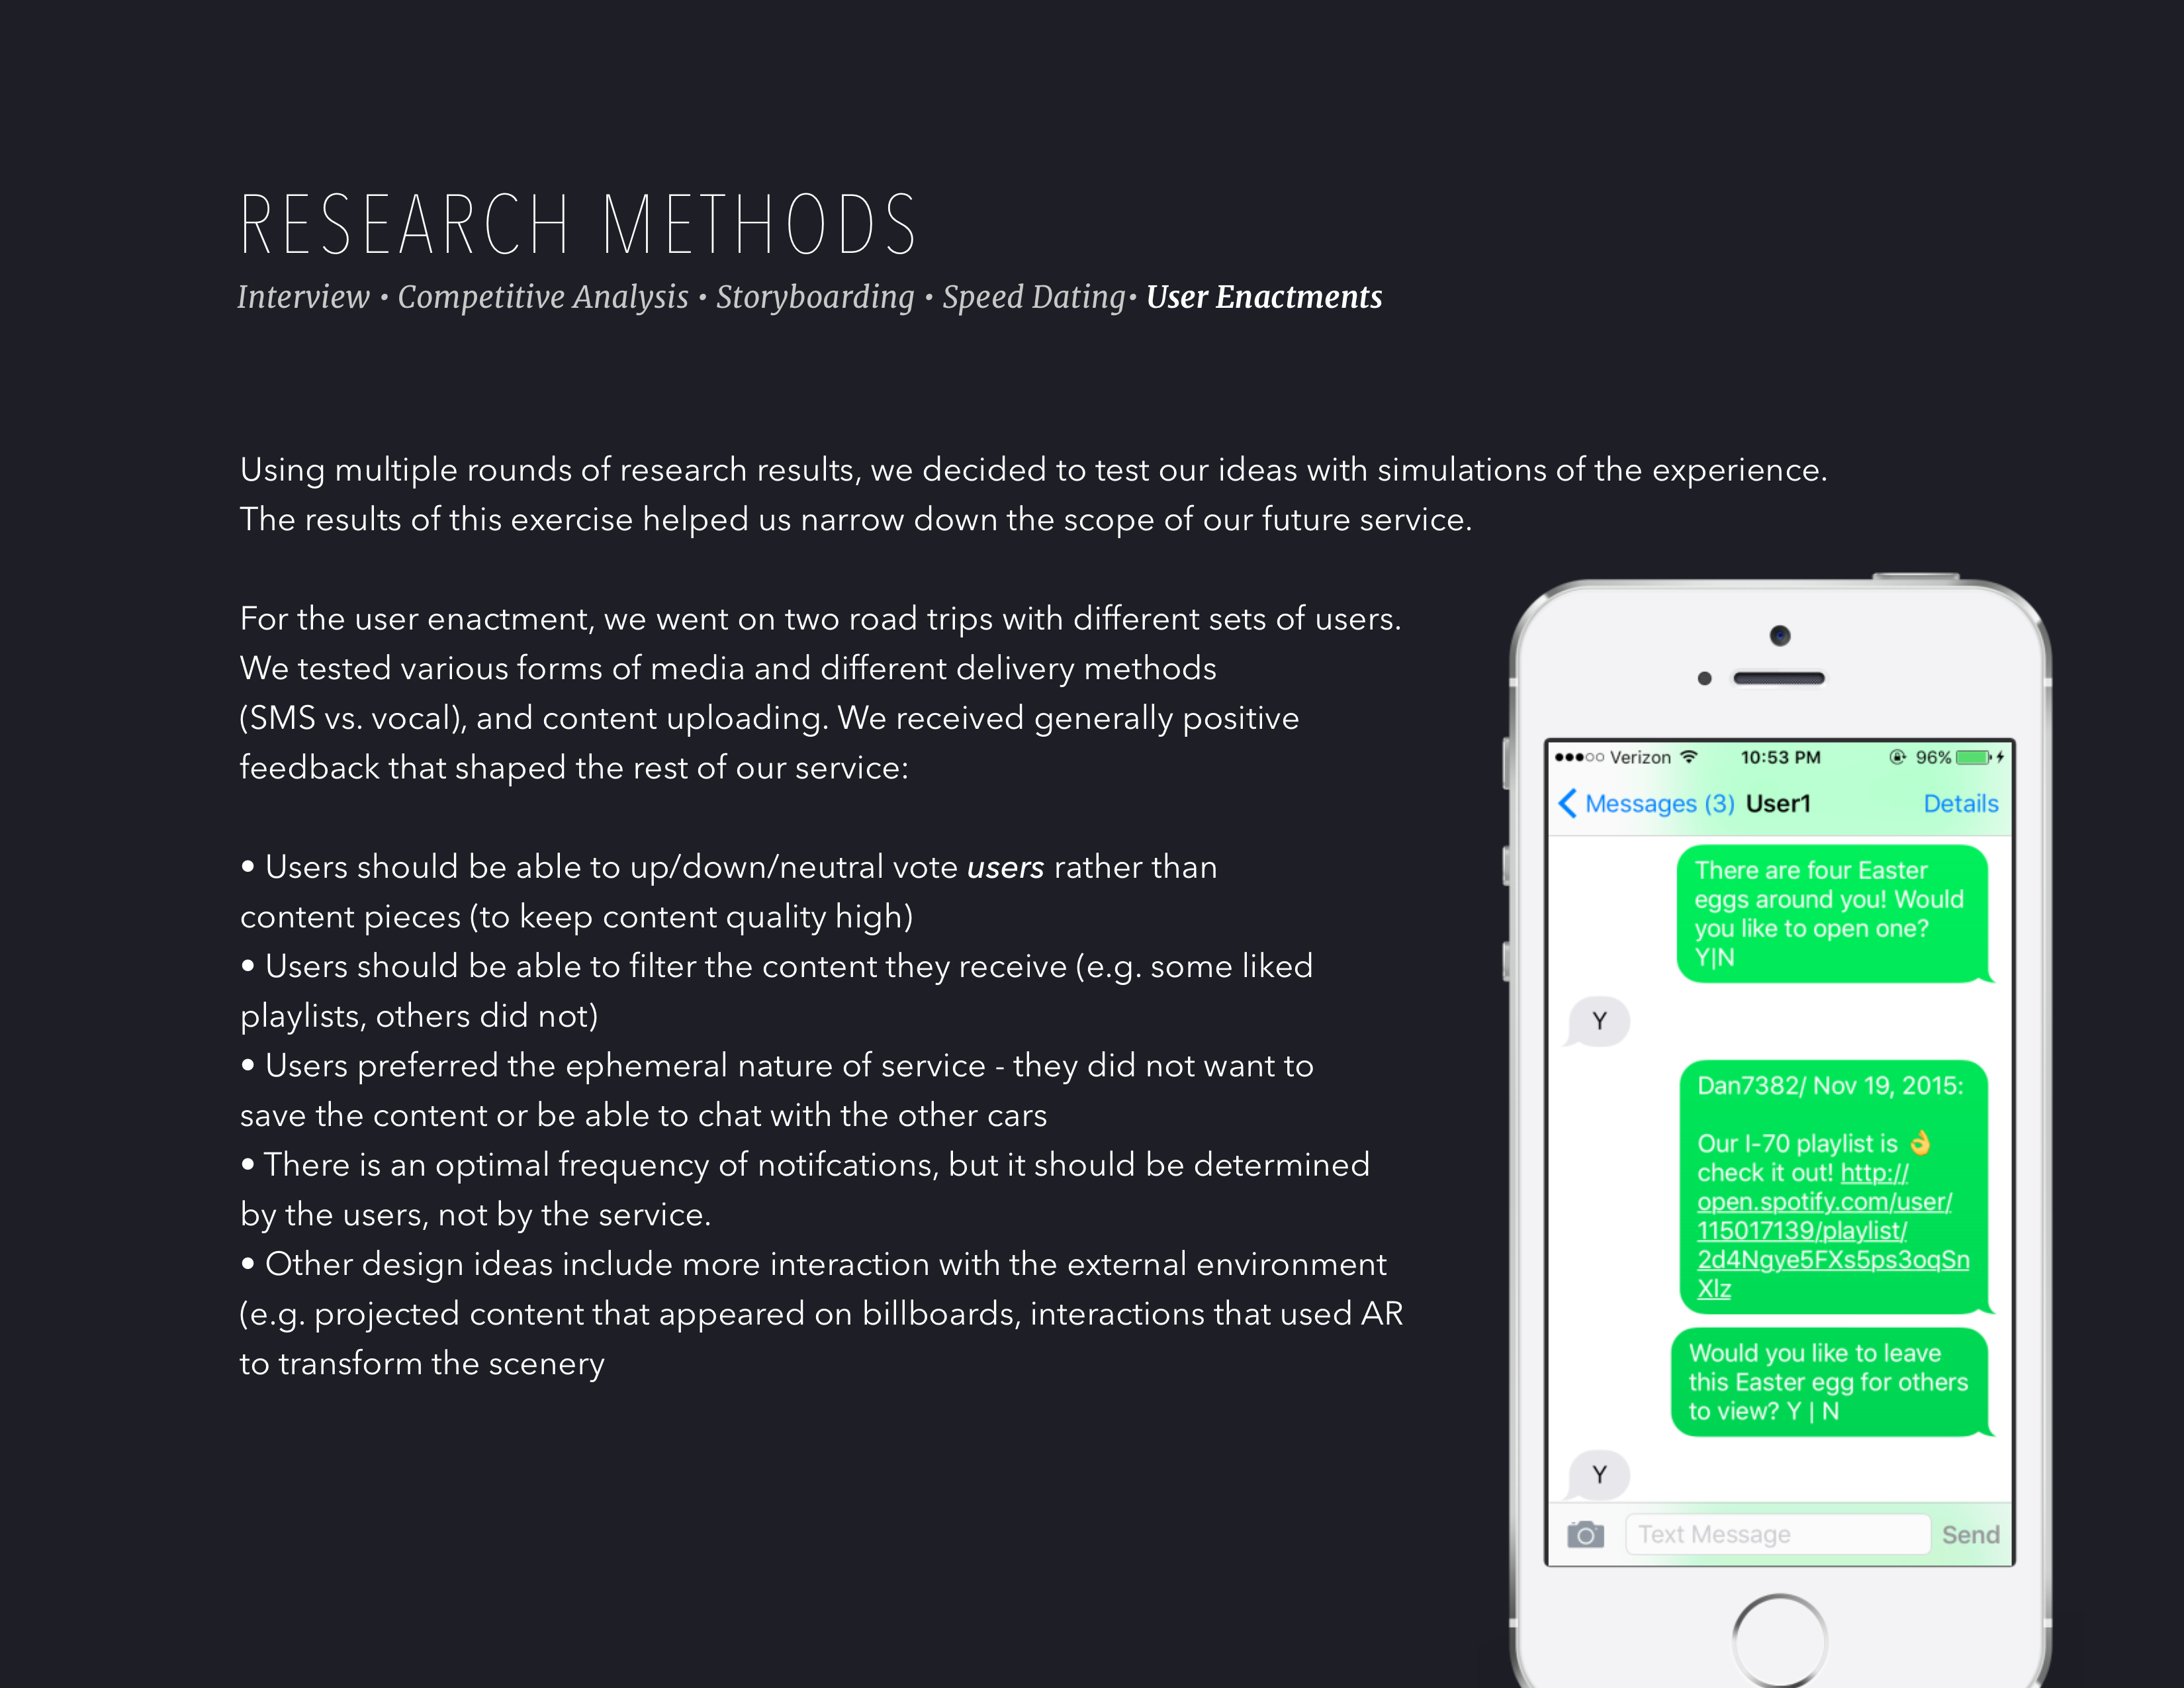 RESEARCH METHODS
Interview • Competitive Analysis • Storyboarding • Speed Dating• User Enactments
Using multiple rounds of research results, we decided to test our ideas with simulations of the experience.
The results of this exercise helped us narrow down the scope of our future service.
For the user enactment, we went on two road trips with different sets of users.
We tested various forms of media and different delivery methods
(SMS vs. vocal), and content uploading. We received generally positive
feedback that shaped the rest of our service:
• Users should be able to up/down/neutral vote users rather than
content pieces (to keep content quality high)
• Users should be able to filter the content they receive (e.g. some liked
playlists, others did not)
• Users preferred the ephemeral nature of service - they did not want to
save the content or be able to chat with the other cars
• There is an optimal frequency of notifcations, but it should be determined
by the users, not by the service.
• Other design ideas include more interaction with the external environment
(e.g. projected content that appeared on billboards, interactions that used AR
to transform the scenery
Verizon 10:53 PM 96%
Messages (3) User1 Details
There are four Easter
eggs around you! Would
you like to open one?
Y|N
Y
Dan7382/ Nov 19, 2015:
Our I-70 playlist is 👌
check it out! http://
open.spotify.com/user/
115017139/playlist/
2d4Ngye5FXs5ps3oqSn
Xlz
Would you like to leave
this Easter egg for others
to view? Y | N
Y
Text Message Send